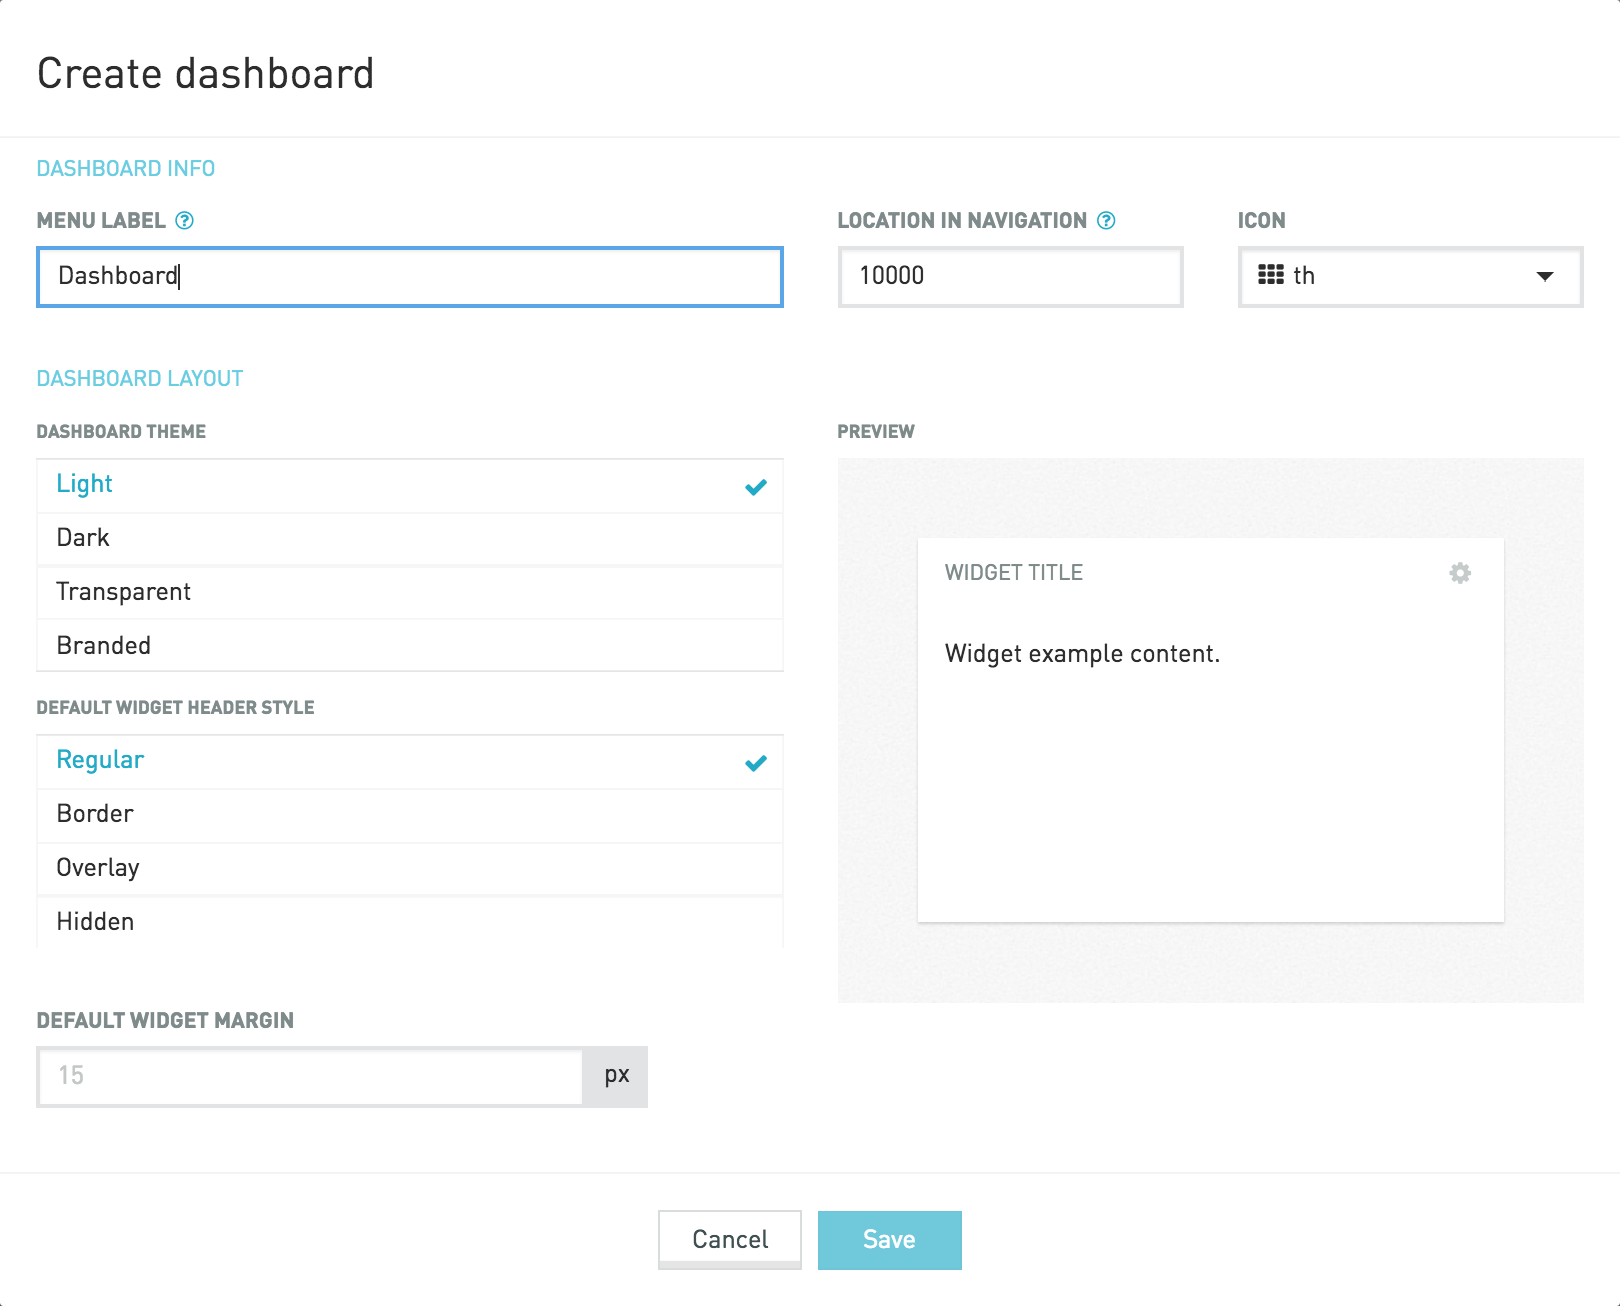 Create dashboard
DASHBOARD INFO
MENU LABEL ?
LOCATION IN NAVIGATION ?
ICON
Dashboard
10000
th
DASHBOARD LAYOUT
DASHBOARD THEME
Light
Dark
Transparent
Branded
DEFAULT WIDGET HEADER STYLE
Regular
Border
Overlay
Hidden
DEFAULT WIDGET MARGIN
15
px
PREVIEW
WIDGET TITLE
Widget example content.
Cancel
Save